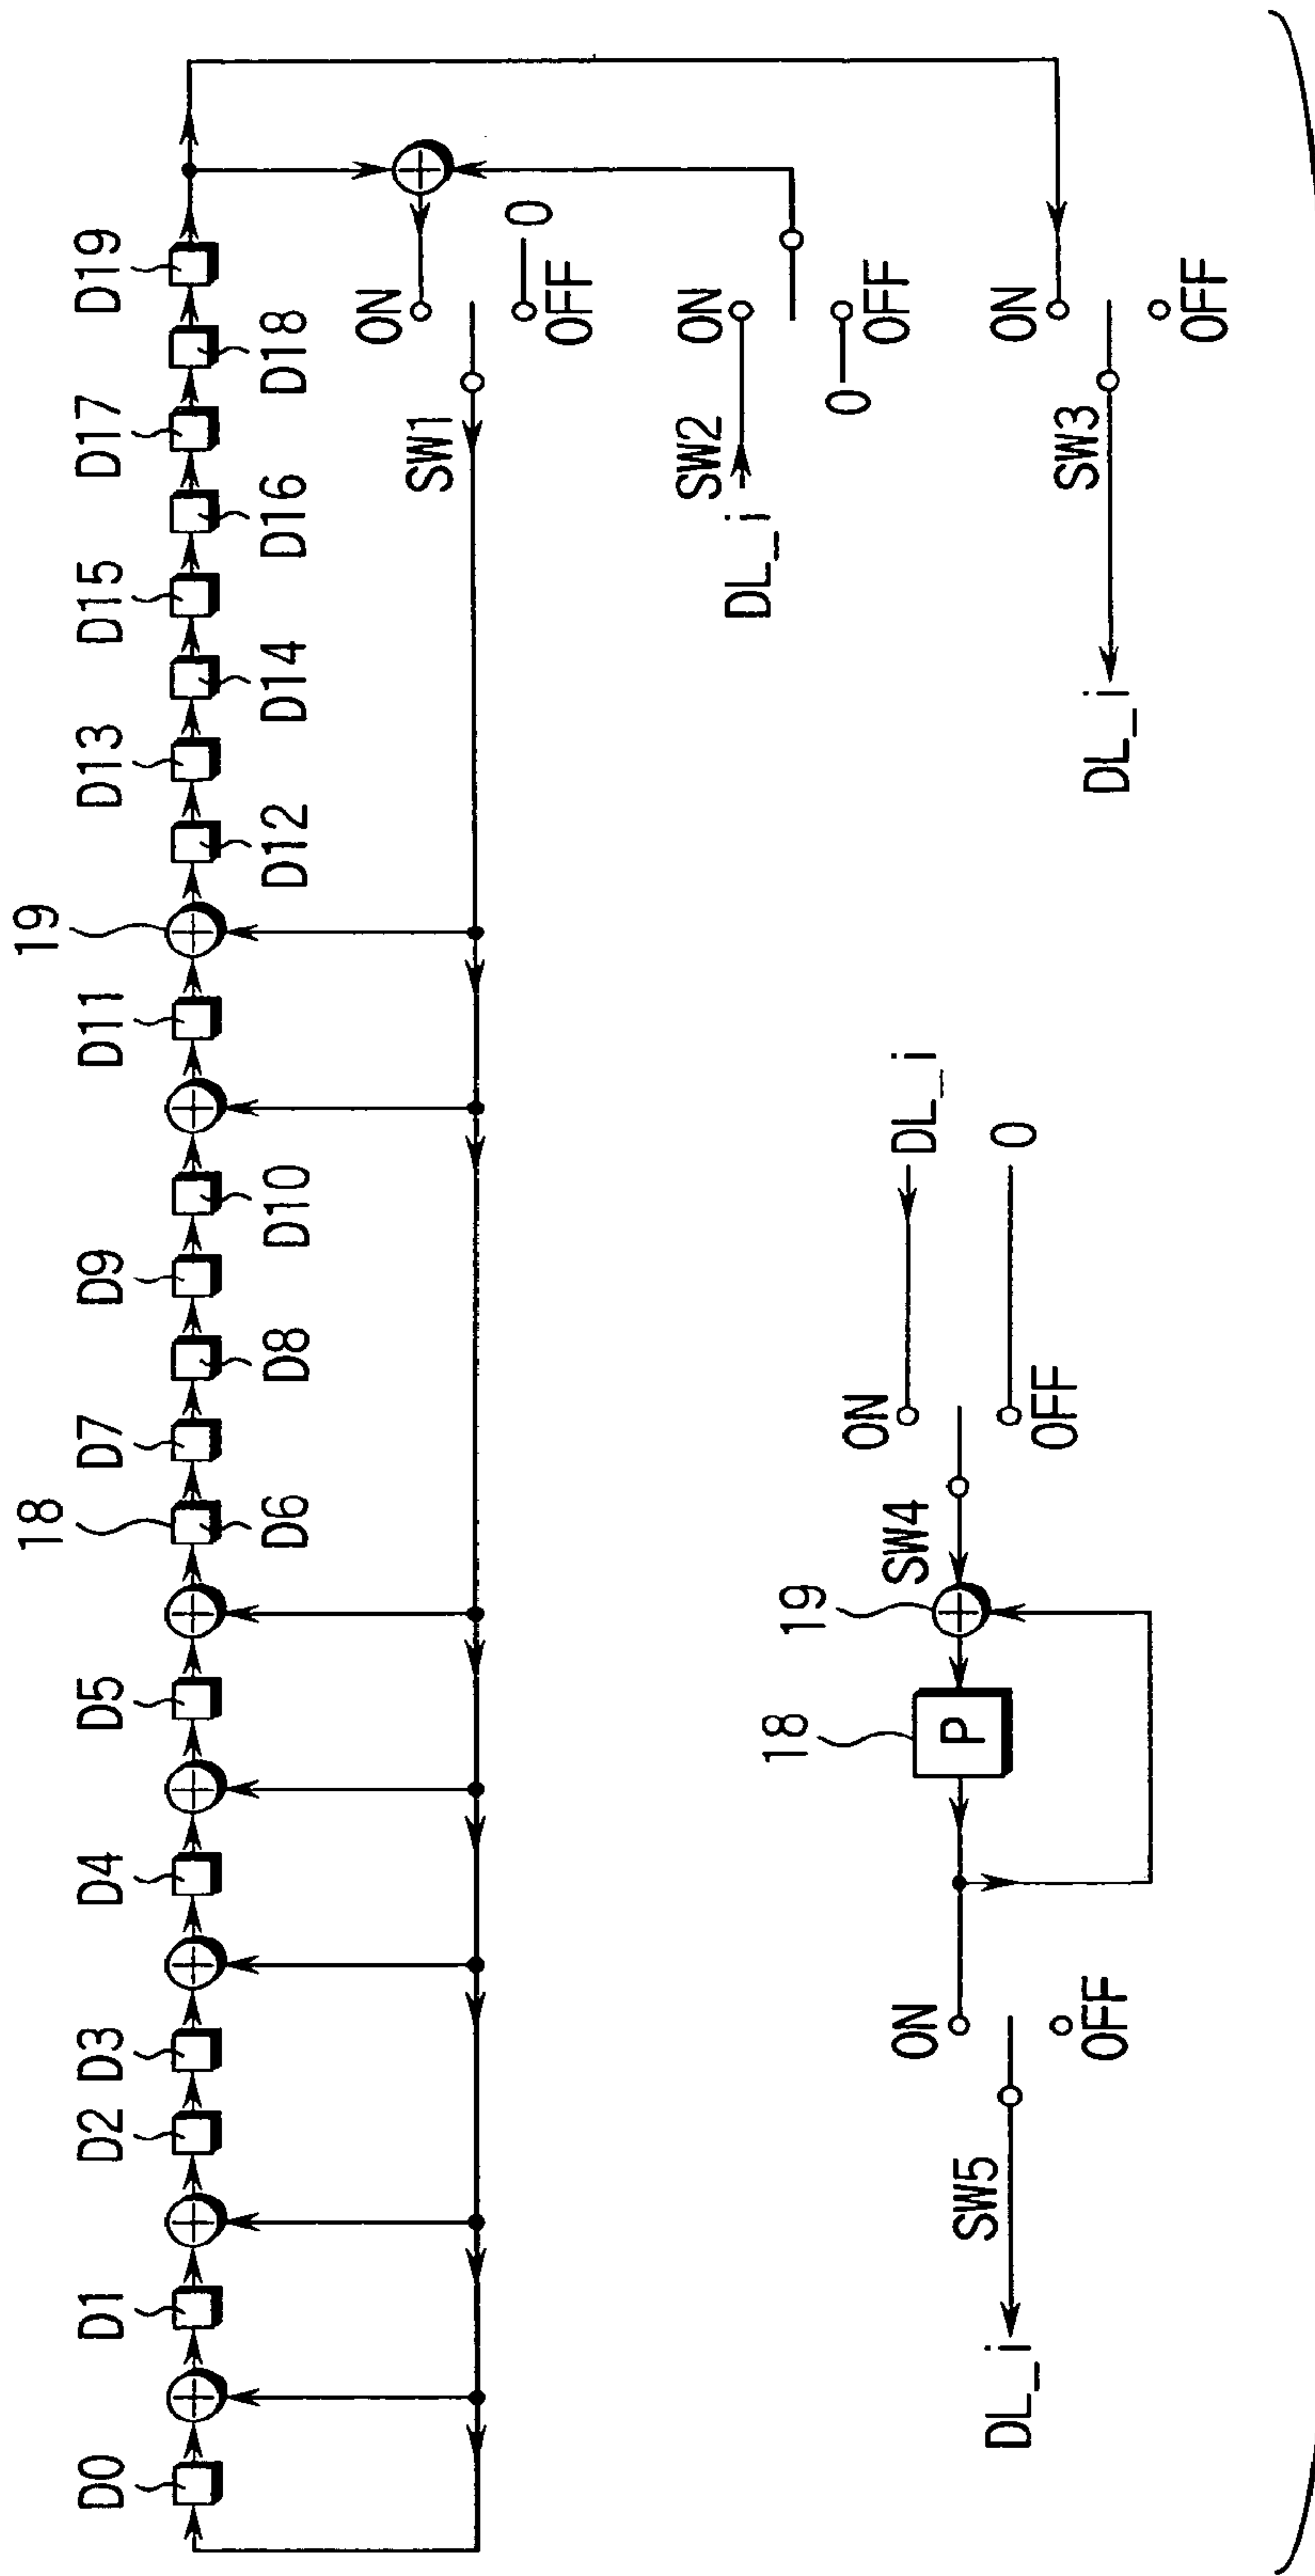 19
18
D1
D3
D5
D7
D9
D11
D13
D15
D17
D19
D0
D2
D4
D6
D8
D10
D12
D14
D16
D18
ON
0
OFF
SW1
ON
SW2
DL_i
OFF
0
ON
SW3
OFF
DL_i
DL_i
ON
0
OFF
SW4
19
18
P
ON
OFF
SW5
DL_i